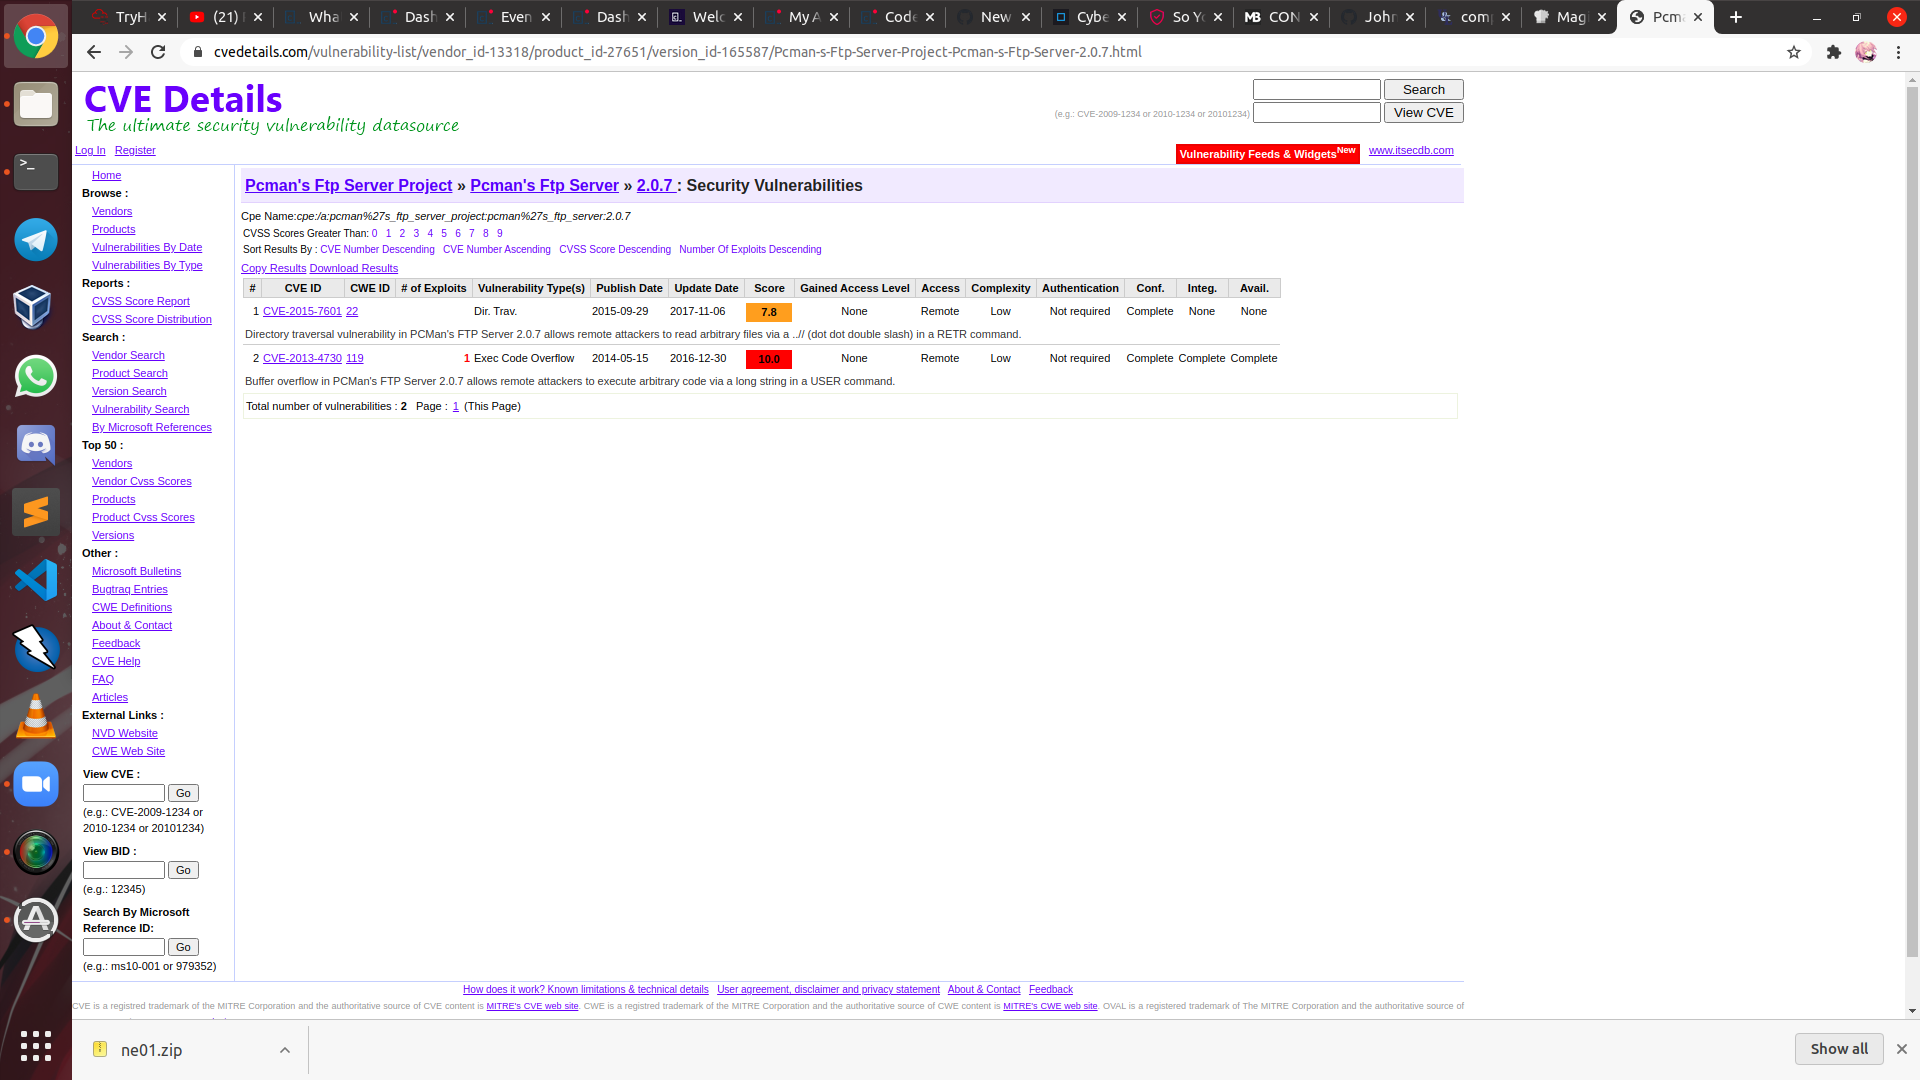 TryH
(21)
Wha
Dash
Even
Dash
Welc
My A
Code
New
Cybe
So Yo
CON
John
comp
Magi
Pcma
cvedetails.com/vulnerability-list/vendor_id-13318/product_id-27651/version_id-165587/Pcman-s-Ftp-Server-Project-Pcman-s-Ftp-Server-2.0.7.html
CVE Details
The ultimate security vulnerability datasource
Search
(e.g.: CVE-2009-1234 or 2010-1234 or 20101234) View CVE
Log In Register
Vulnerability Feeds & Widgets New www.itsecdb.com
Home
Browse :
Vendors
Products
Vulnerabilities By Date
Vulnerabilities By Type
Reports :
CVSS Score Report
CVSS Score Distribution
Search :
Vendor Search
Product Search
Version Search
Vulnerability Search
By Microsoft References
Top 50 :
Vendors
Vendor Cvss Scores
Products
Product Cvss Scores
Versions
Other :
Microsoft Bulletins
Bugtraq Entries
CWE Definitions
About & Contact
Feedback
CVE Help
FAQ
Articles
External Links :
NVD Website
CWE Web Site
View CVE :
Go
(e.g.: CVE-2009-1234 or
2010-1234 or 20101234)
View BID :
Go
(e.g.: 12345)
Search By Microsoft
Reference ID:
Go
(e.g.: ms10-001 or 979352)
Pcman's Ftp Server Project » Pcman's Ftp Server » 2.0.7 : Security Vulnerabilities
Cpe Name:cpe:/a:pcman%27s_ftp_server_project:pcman%27s_ftp_server:2.0.7
CVSS Scores Greater Than: 0 1 2 3 4 5 6 7 8 9
Sort Results By : CVE Number Descending CVE Number Ascending CVSS Score Descending Number Of Exploits Descending
Copy Results Download Results
# CVE ID CWE ID # of Exploits Vulnerability Type(s) Publish Date Update Date Score Gained Access Level Access Complexity Authentication Conf. Integ. Avail.
1 CVE-2015-7601 22 Dir. Trav. 2015-09-29 2017-11-06 7.8 None Remote Low Not required Complete None None
Directory traversal vulnerability in PCMan's FTP Server 2.0.7 allows remote attackers to read arbitrary files via a ..// (dot dot double slash) in a RETR command.
2 CVE-2013-4730 119 1 Exec Code Overflow 2014-05-15 2016-12-30 10.0 None Remote Low Not required Complete Complete Complete
Buffer overflow in PCMan's FTP Server 2.0.7 allows remote attackers to execute arbitrary code via a long string in a USER command.
Total number of vulnerabilities : 2 Page : 1 (This Page)
How does it work? Known limitations & technical details User agreement, disclaimer and privacy statement About & Contact Feedback
CVE is a registred trademark of the MITRE Corporation and the authoritative source of CVE content is MITRE's CVE web site. CWE is a registred trademark of the MITRE Corporation and the authoritative source of CWE content is MITRE's CWE web site. OVAL is a registered trademark of The MITRE Corporation and the authoritative source of
ne01.zip
Show all